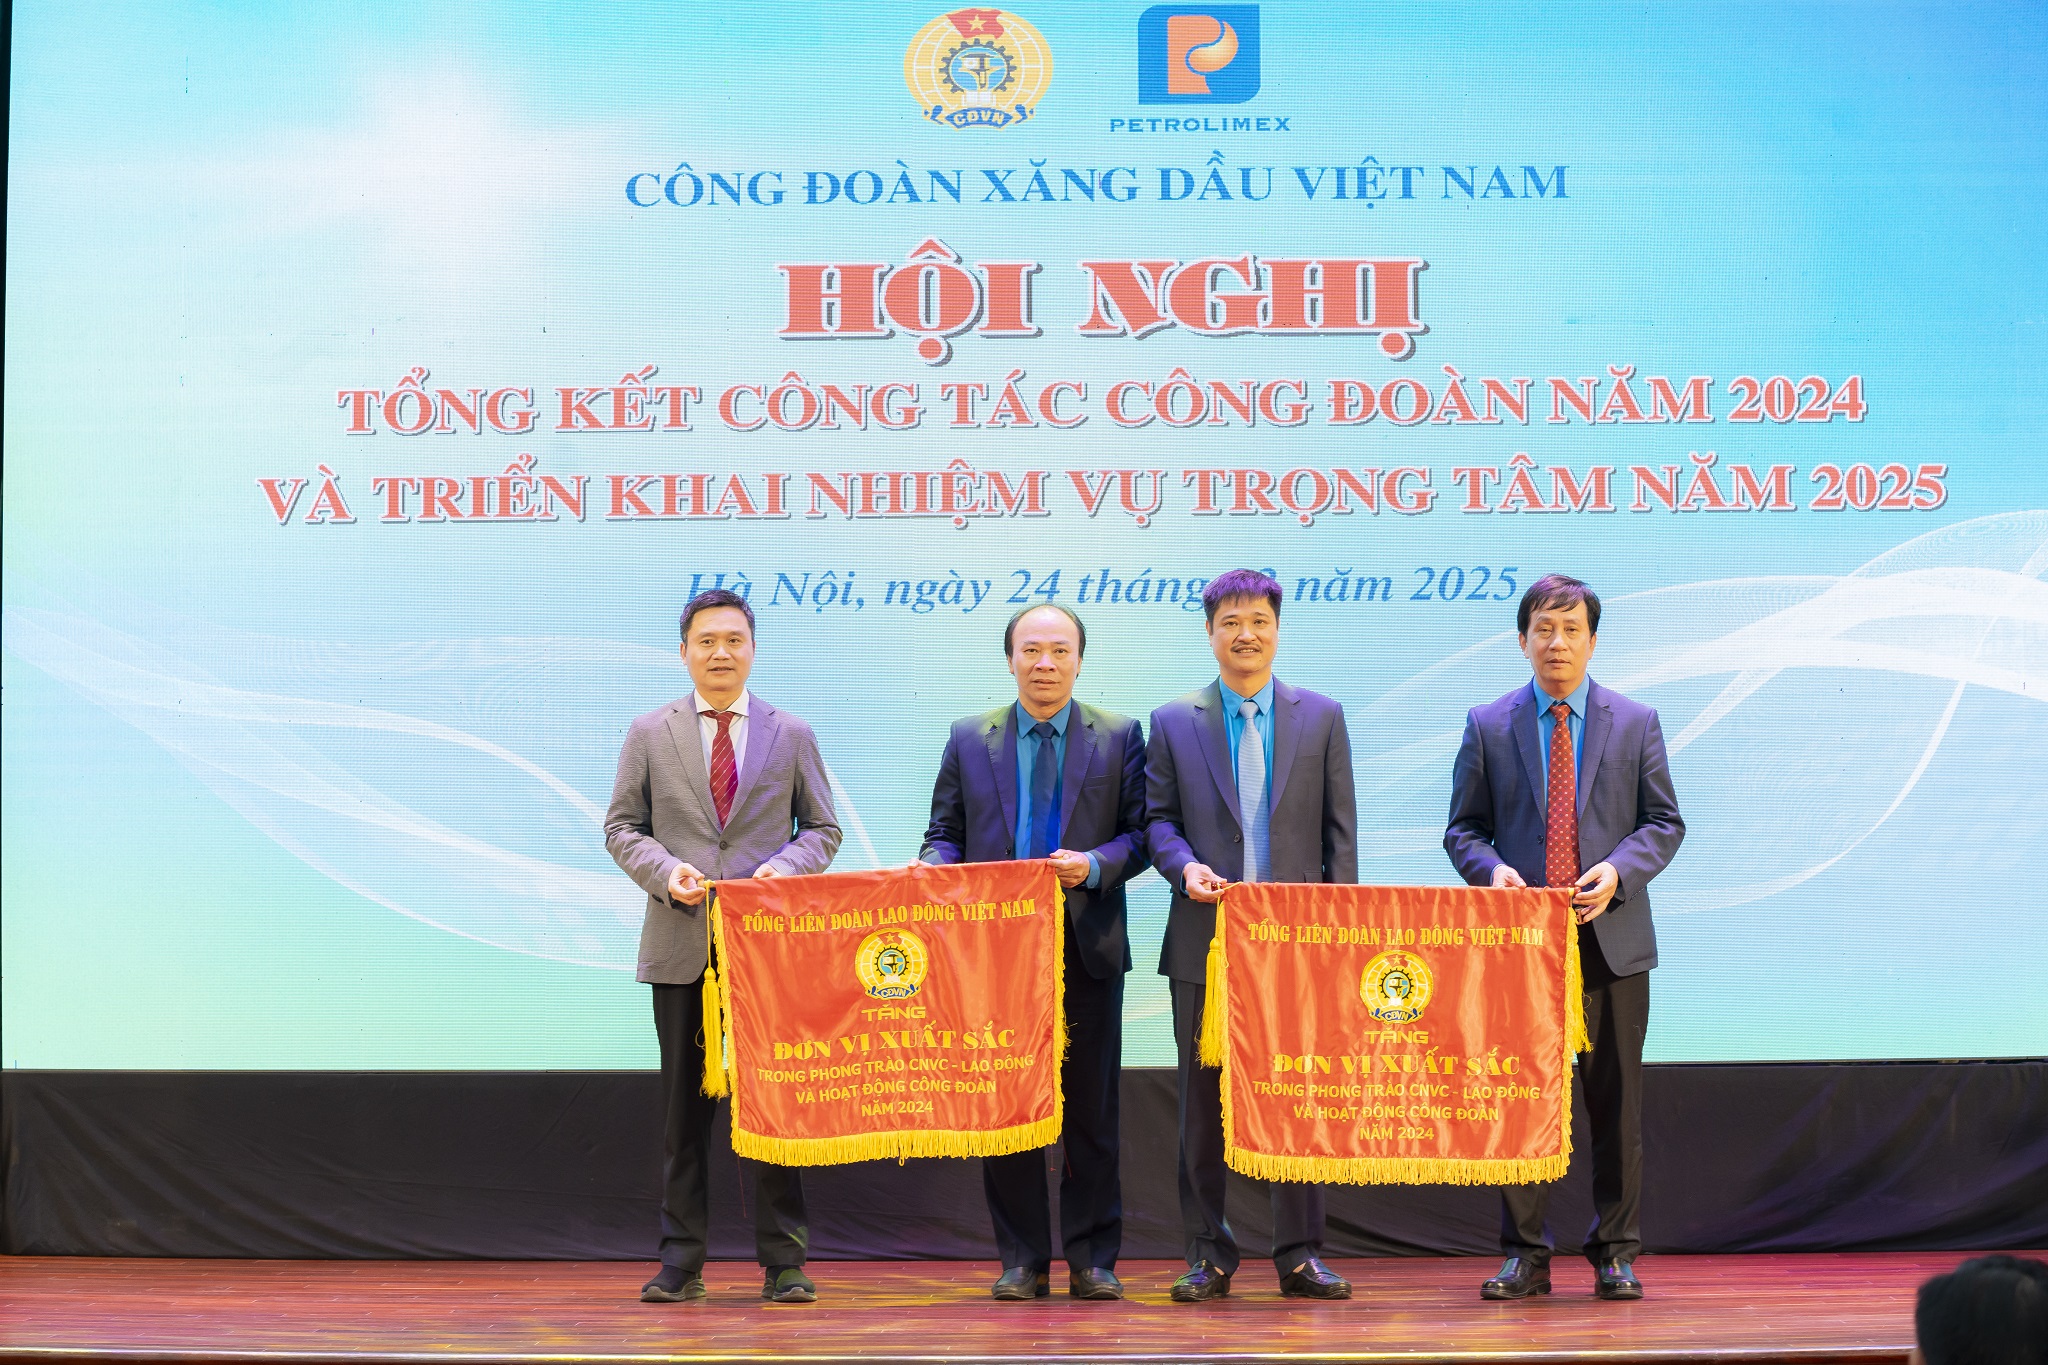 CĐVN
PETROLIMEX
CÔNG ĐOÀN XĂNG DẦU VIỆT NAM
HỘI NGHỊ
TỔNG KẾT CÔNG TÁC CÔNG ĐOÀN NĂM 2024
VÀ TRIỂN KHAI NHIỆM VỤ TRỌNG TÂM NĂM 2025
Hà Nội, ngày 24 tháng năm 2025
TỔNG LIÊN ĐOÀN LAO ĐỘNG VIỆT NAM
CĐVN
TẶNG
ĐƠN VỊ XUẤT SẮC
TRONG PHONG TRÀO CNVC - LAO ĐỘNG
VÀ HOẠT ĐỘNG CÔNG ĐOÀN
NĂM 2024
TỔNG LIÊN ĐOÀN LAO ĐỘNG VIỆT NAM
CĐVN
TẶNG
ĐƠN VỊ XUẤT SẮC
TRONG PHONG TRÀO CNVC - LAO ĐỘNG
VÀ HOẠT ĐỘNG CÔNG ĐOÀN
NĂM 2024